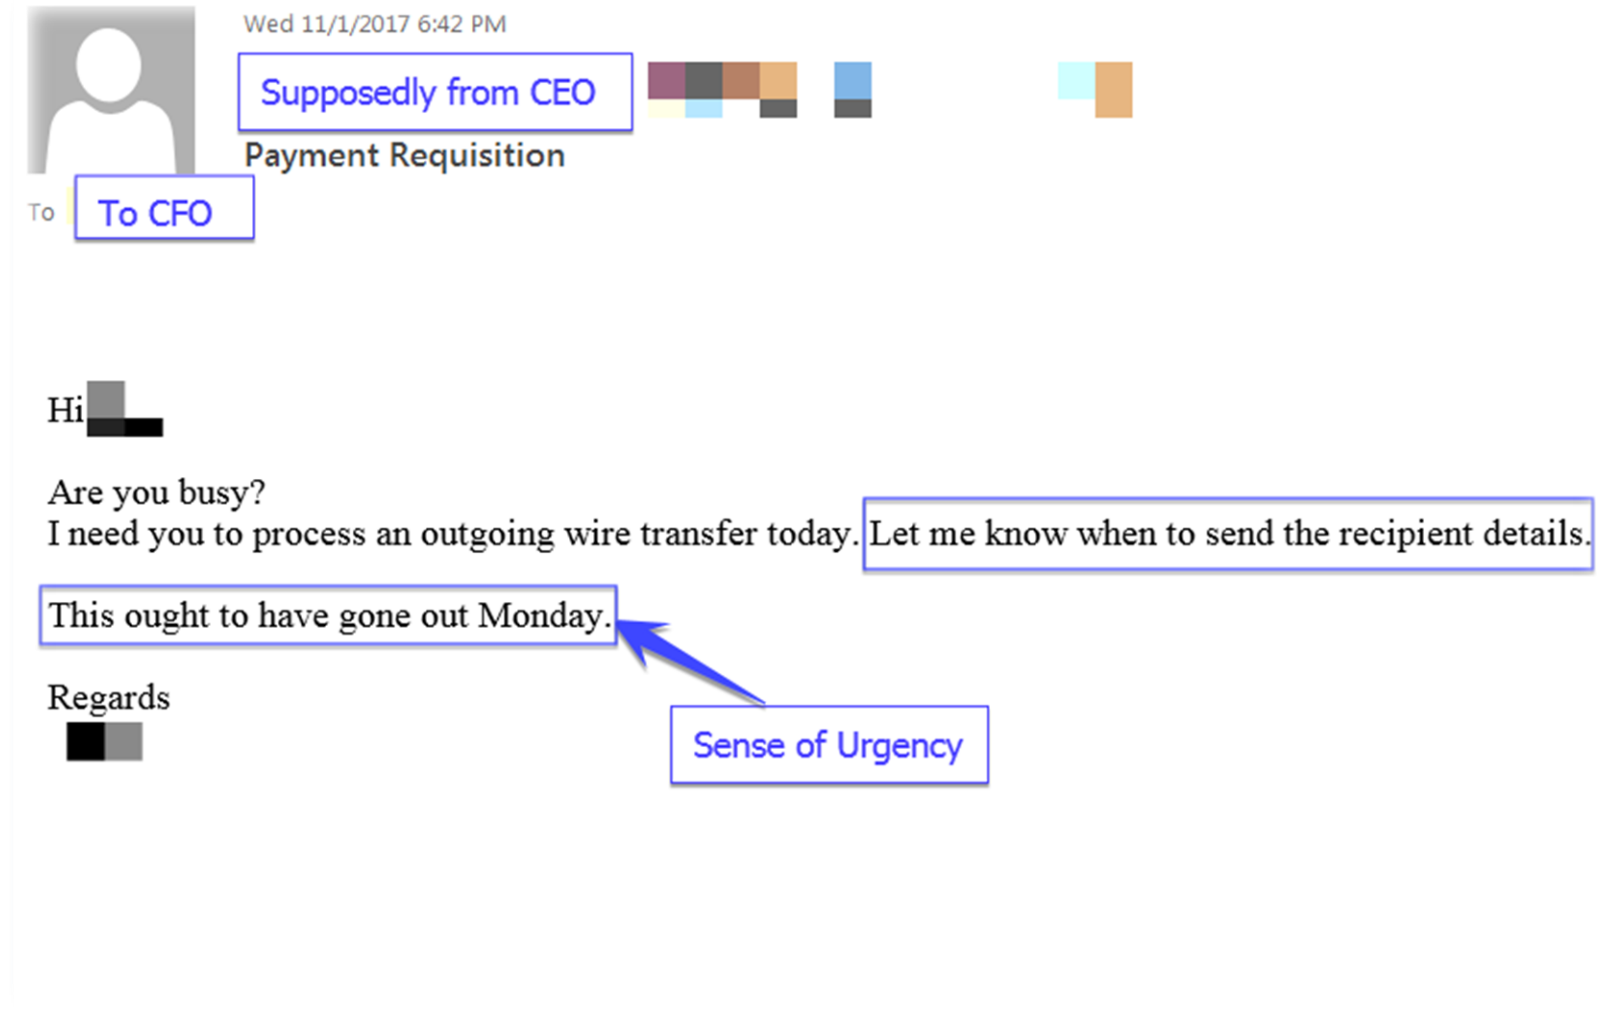 Wed 11/1/2017 6:42 PM
Supposedly from CEO
Payment Requisition
To To CFO
Hi
Are you busy?
I need you to process an outgoing wire transfer today. Let me know when to send the recipient details.
This ought to have gone out Monday.
Regards
Sense of Urgency